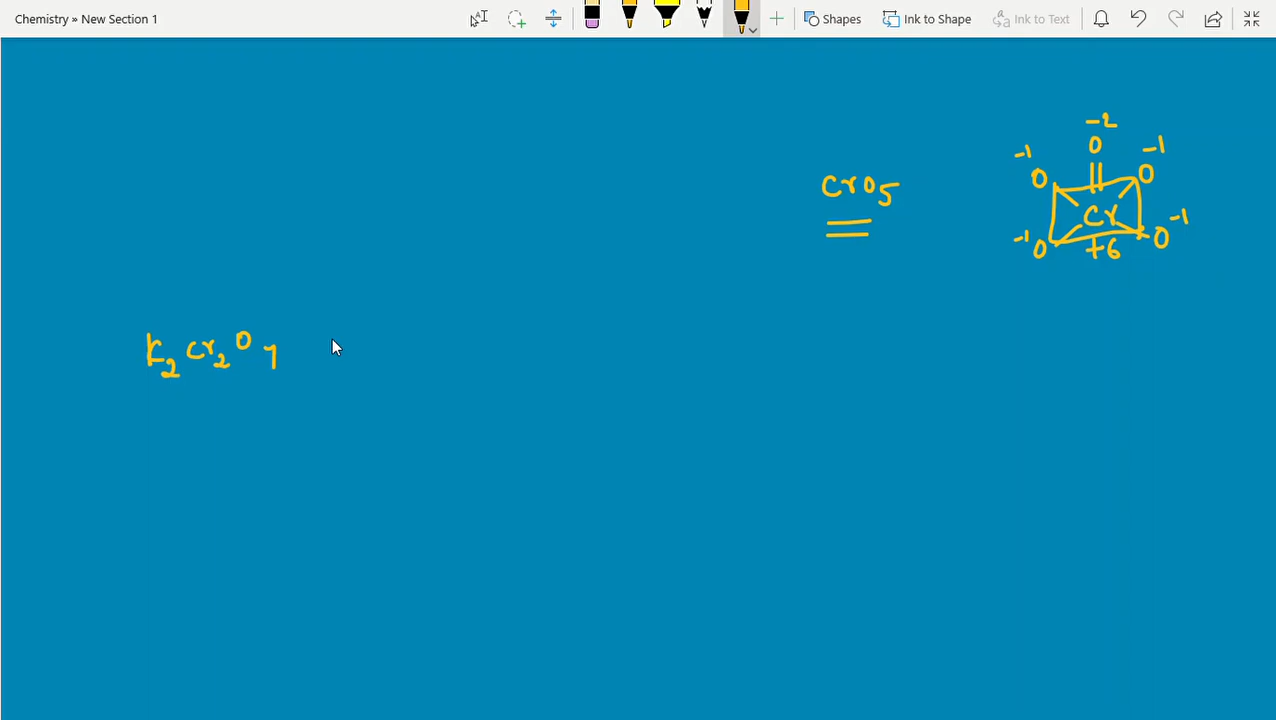 Chemistry » New Section 1
Shapes
Ink to Shape
Ink to Text
CrO5
-2
O
-1 O
-1 O
Cr
+6
-1 O
O -1
K2Cr2O7